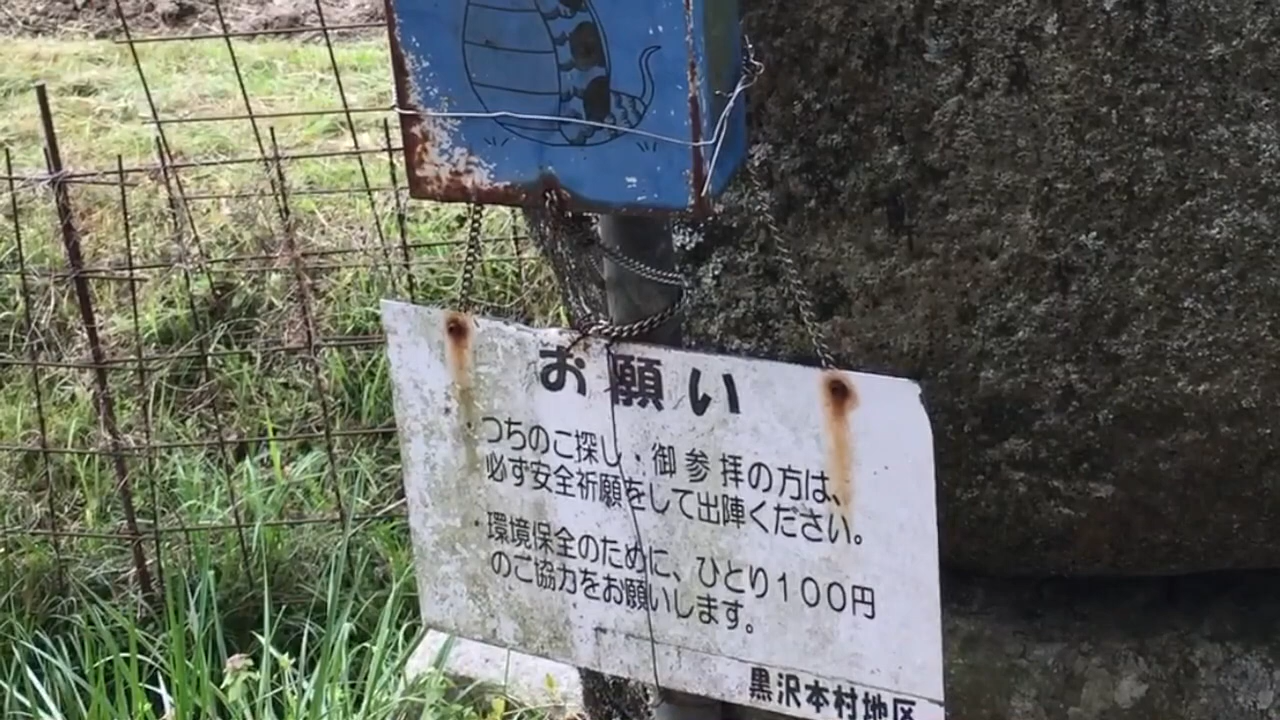 お願い
・つちのこ探し・御参拝の方は、
必ず安全祈願をして出陣ください。
・環境保全のために、ひとり100円
のご協力をお願いします。
黒沢本村地区